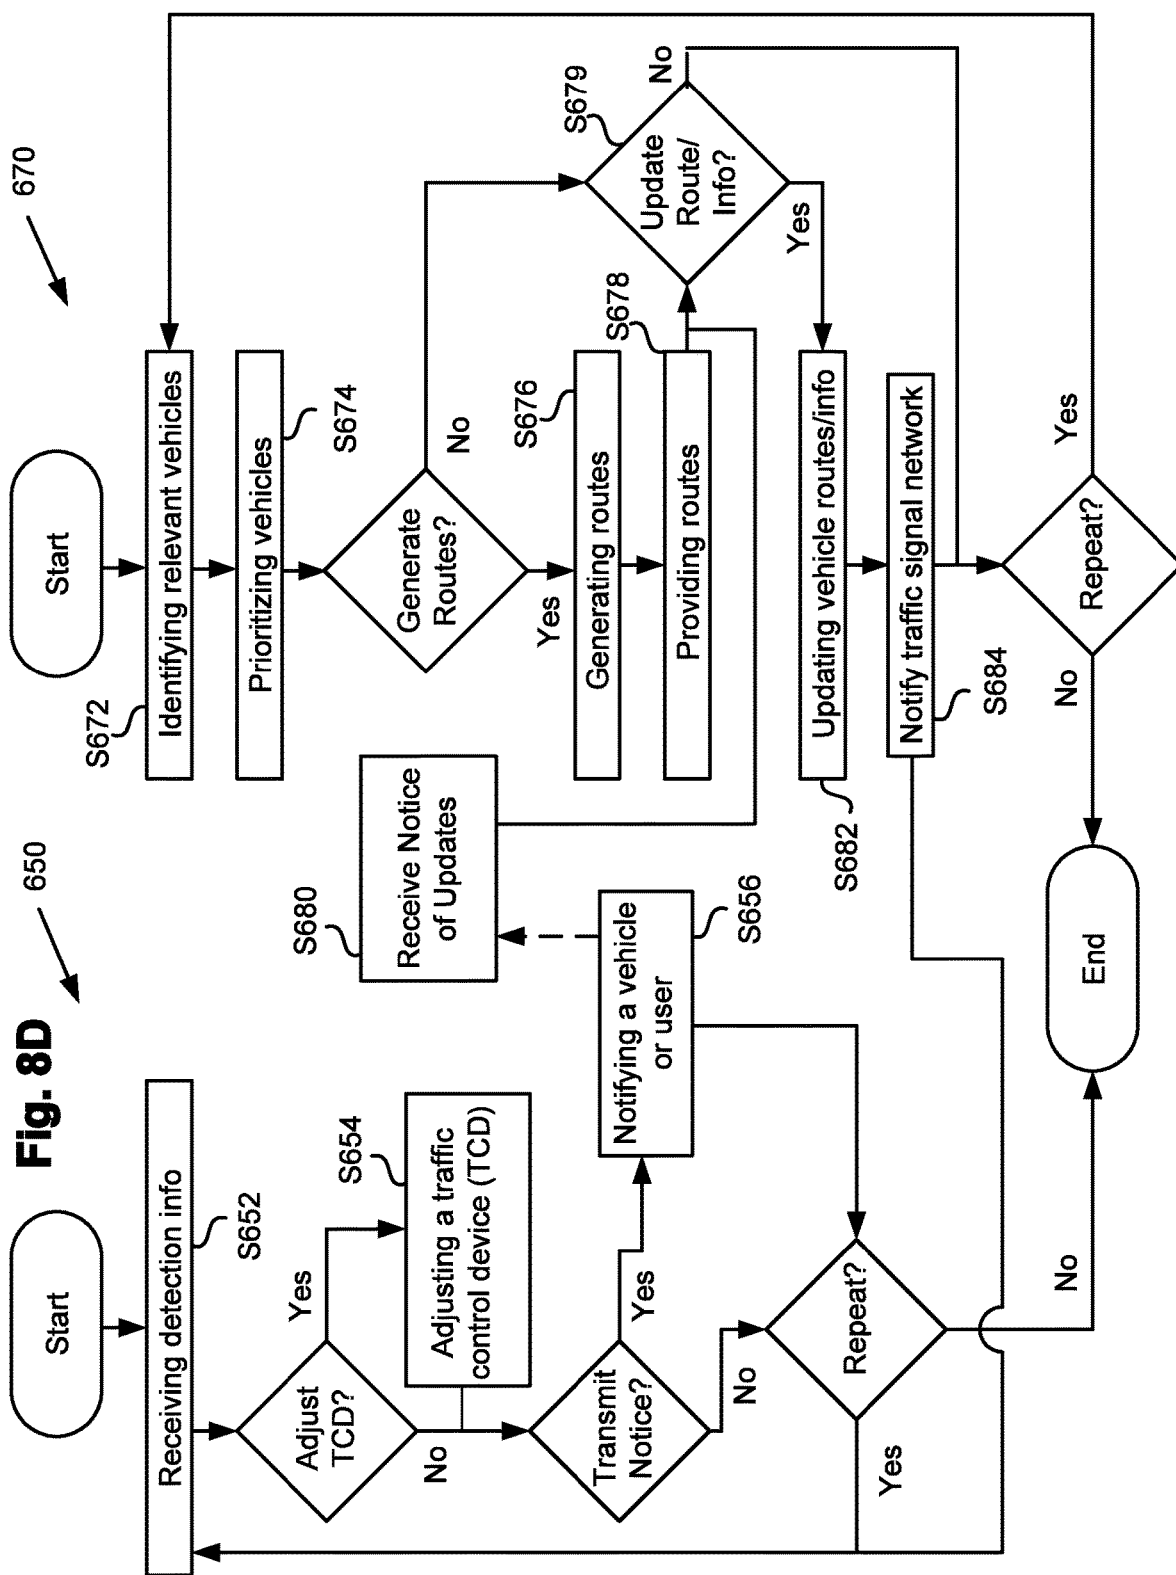 Fig. 8D
650
Start
Receiving detection info
S652
Adjust
TCD?
Yes
No
S654
Adjusting a traffic
control device (TCD)
Transmit
Notice?
Yes
No
Notifying a vehicle
or user
S656
Repeat?
Yes
No
S680
Receive Notice
of Updates
670
Start
S672
Identifying relevant vehicles
Prioritizing vehicles
S674
Generate
Routes?
No
Yes
S676
Generating routes
S678
Providing routes
S679
Update
Route/
Info?
No
Yes
Updating vehicle routes/info
S682
Notify traffic signal network
S684
Repeat?
Yes
No
End